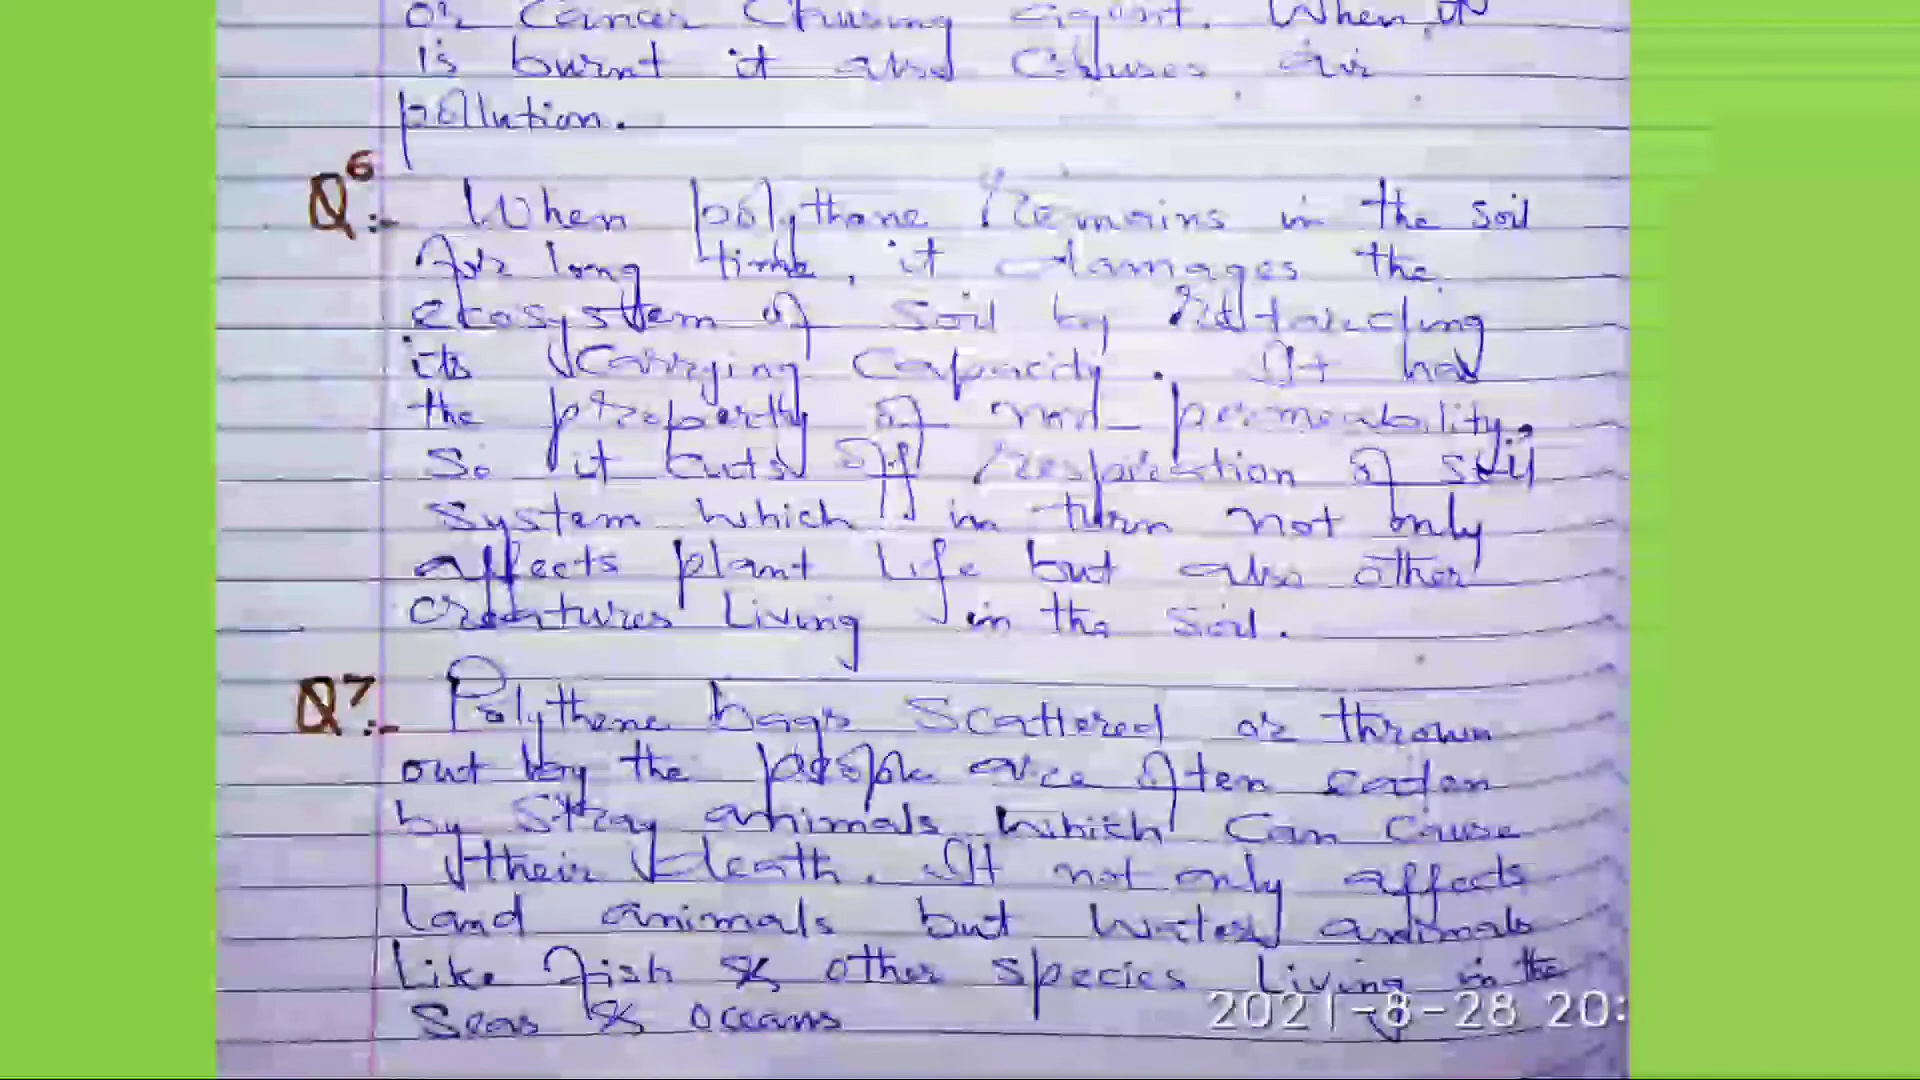 or Cancer Causing agent. When it
is burnt it also Causes air
pollution.
Q6:- When polythane remains in the soil
for long time, it damages the
ecosystem of soil by retarding
its Carrying Capacity. It has
the property of non-permeability.
So it Cuts off respiration of soil
system which in turn not only
affects plant life but also other
creatures living in the soil.
Q7:- Polythene bags Scattered or thrown
out by the people are often eaten
by Stray animals which Can Cause
their death. It not only affects
land animals but water animals
like fish & other species living in the
Seas & oceans
2021-8-28 20: